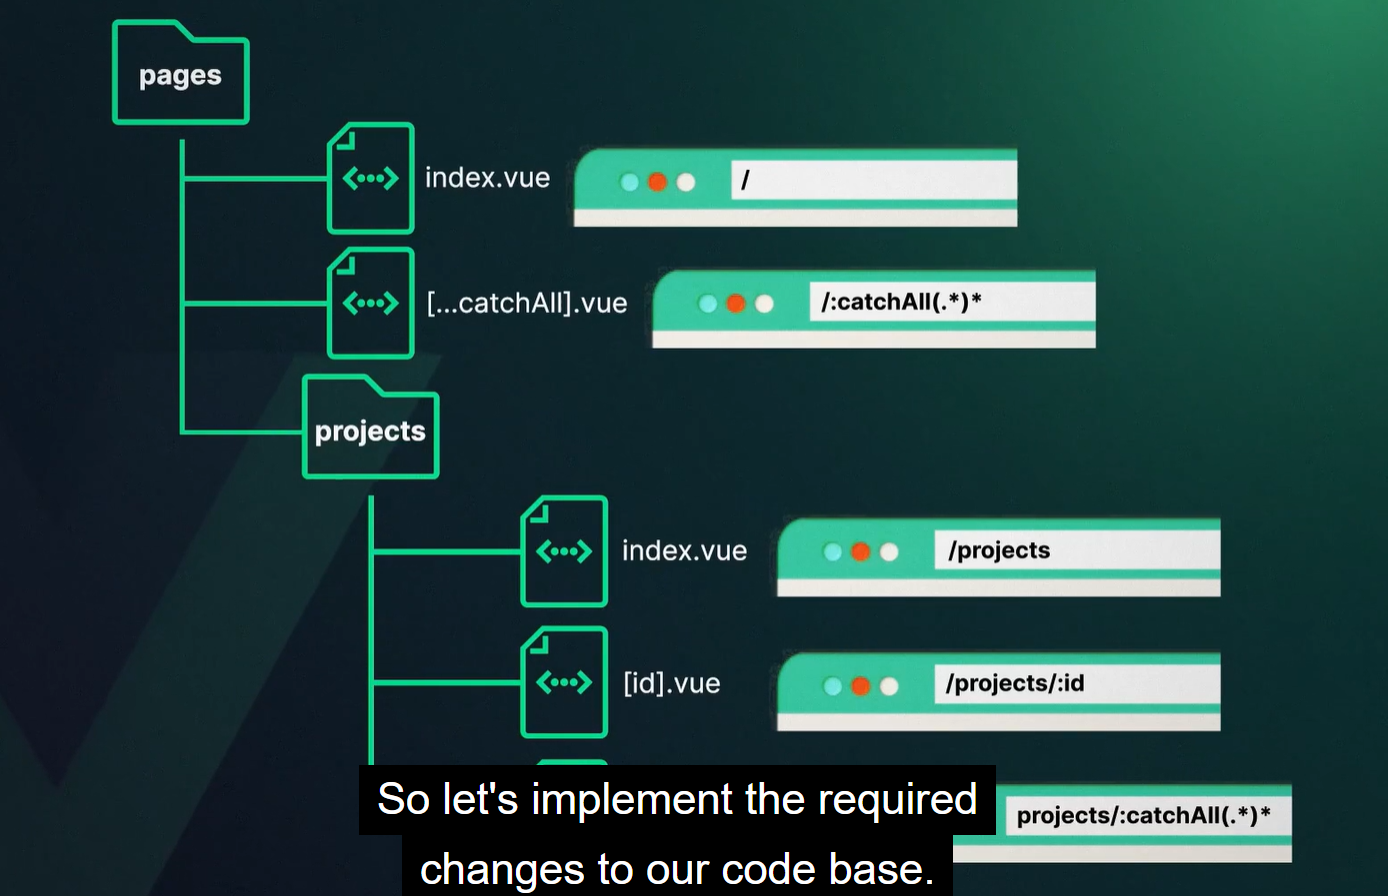 pages
index.vue
/
[...catchAll].vue
/:catchAll(.*)*
projects
index.vue
/projects
[id].vue
/projects/:id
projects/:catchAll(.*)*
So let's implement the required
changes to our code base.